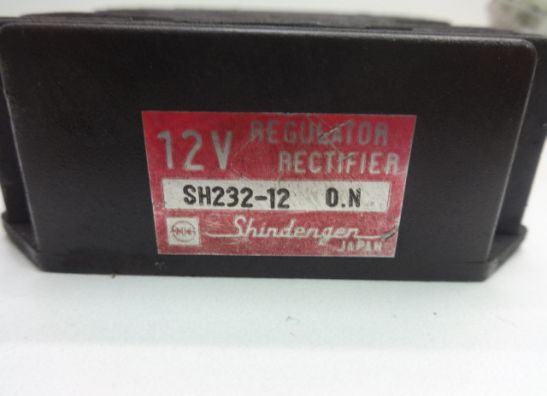 12V REGULATOR
RECTIFIER
SH232-12 O.N
Shindengen
JAPAN